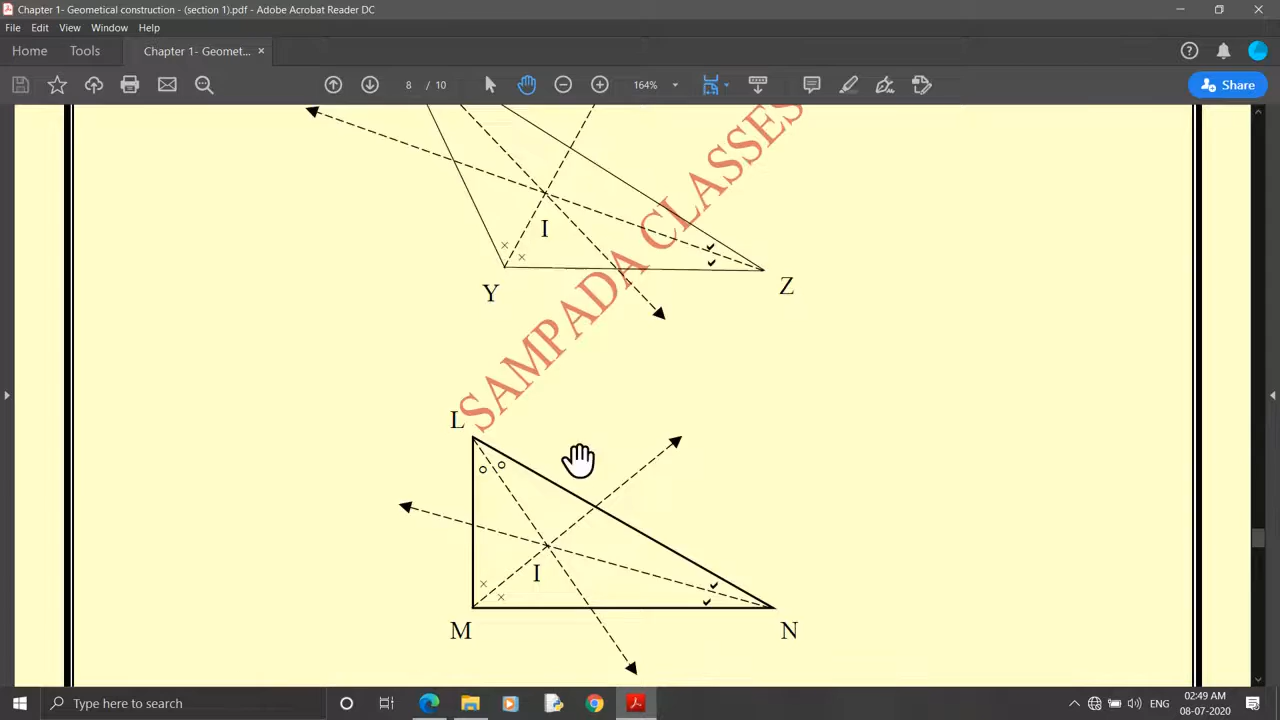 Chapter 1- Geometical construction - (section 1).pdf - Adobe Acrobat Reader DC
File Edit View Window Help
Home Tools Chapter 1- Geomet... ×
8 / 10 164% Share
SAMPADA CLASSES
I
Y Z
L
I
M N
Type here to search
02:49 AM
ENG
08-07-2020